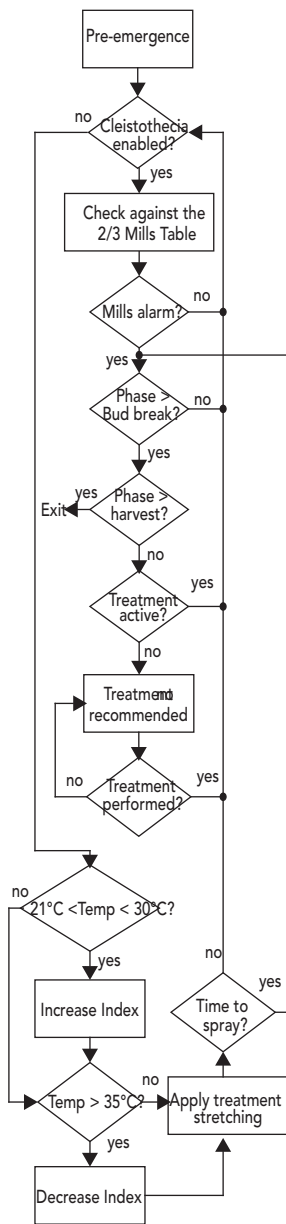 Pre-emergence
no
Cleistothecia
enabled?
yes
Check against the
2/3 Mills Table
Mills alarm?
no
yes
Phase >
Bud break?
no
yes
Exit
yes
Phase >
harvest?
no
Treatment
active?
yes
no
Treatment
no
recommended
no
Treatment
performed?
yes
no
21°C <Temp < 30°C?
yes
Increase Index
no
Time to
spray?
yes
Temp > 35°C?
no
Apply treatment
stretching
yes
Decrease Index